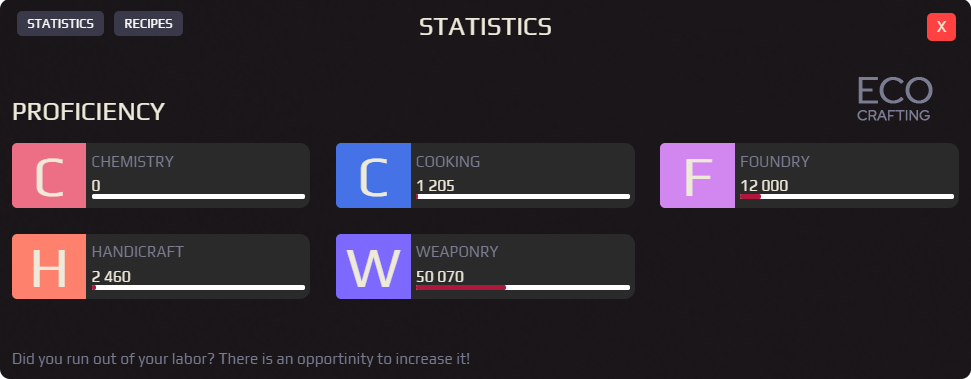 STATISTICS
RECIPES
STATISTICS
X
ECO
CRAFTING
PROFICIENCY
C
CHEMISTRY
0
C
COOKING
1 205
F
FOUNDRY
12 000
H
HANDICRAFT
2 460
W
WEAPONRY
50 070
Did you run out of your labor? There is an opportinity to increase it!